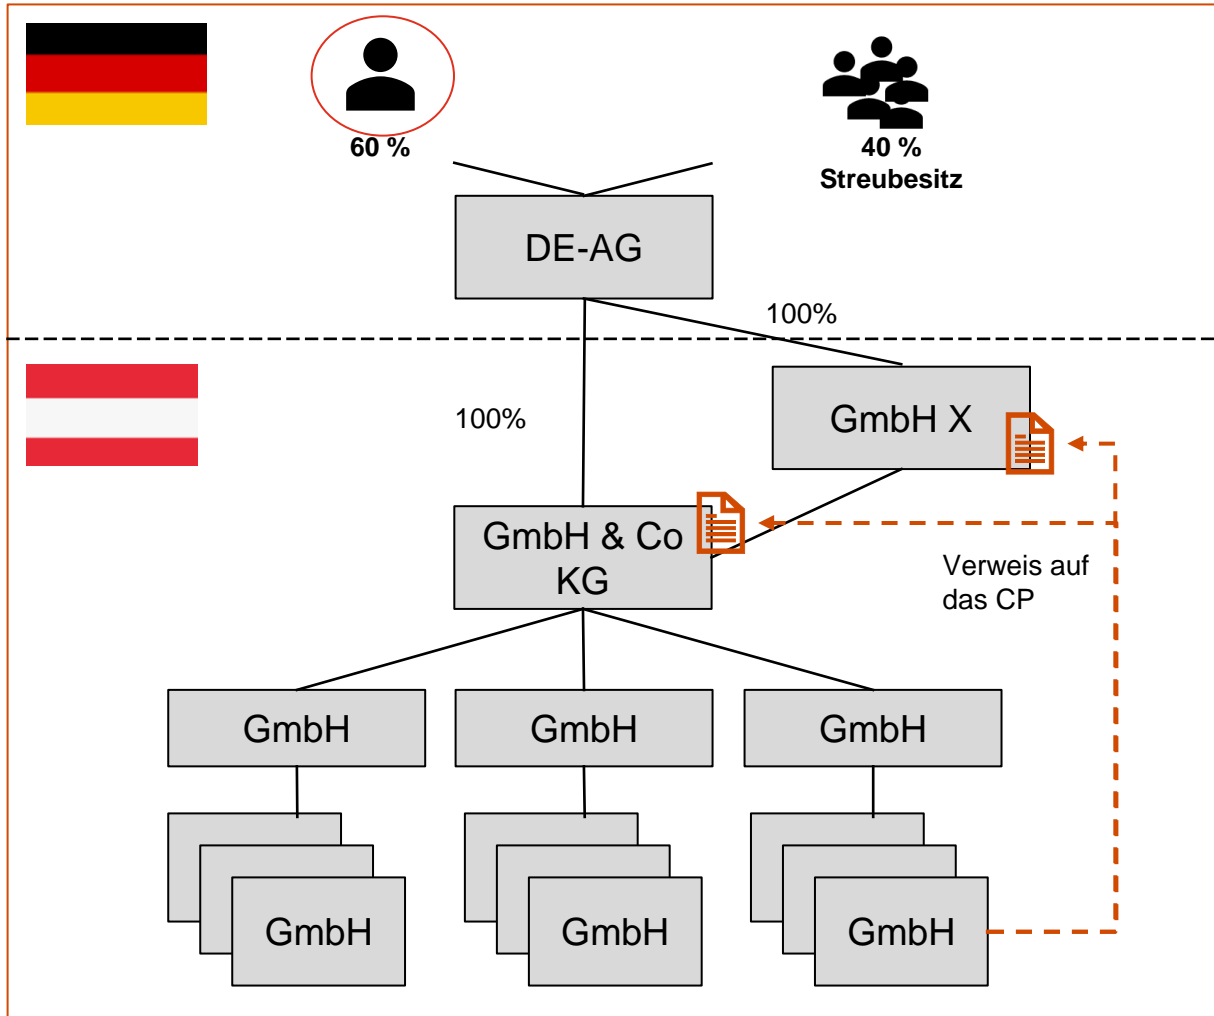 60 %
40 %
Streubesitz
DE-AG
100%
100%
GmbH X
GmbH & Co
KG
Verweis auf
das CP
GmbH
GmbH
GmbH
GmbH
GmbH
GmbH